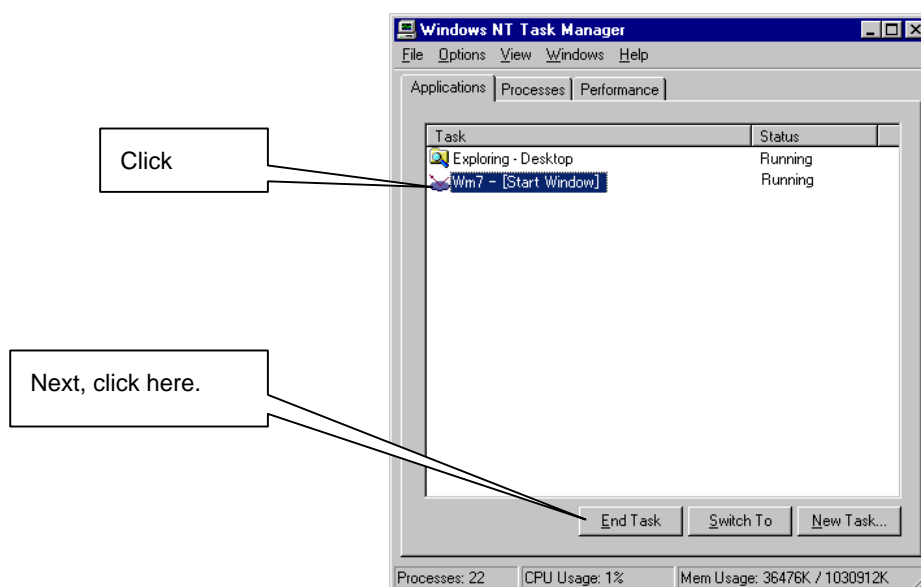 Windows NT Task Manager
File Options View Windows Help
Applications Processes Performance
Task Status
Exploring - Desktop Running
Wm7 - [Start Window] Running
Click
Next, click here.
End Task Switch To New Task...
Processes: 22 CPU Usage: 1% Mem Usage: 36476K / 1030912K